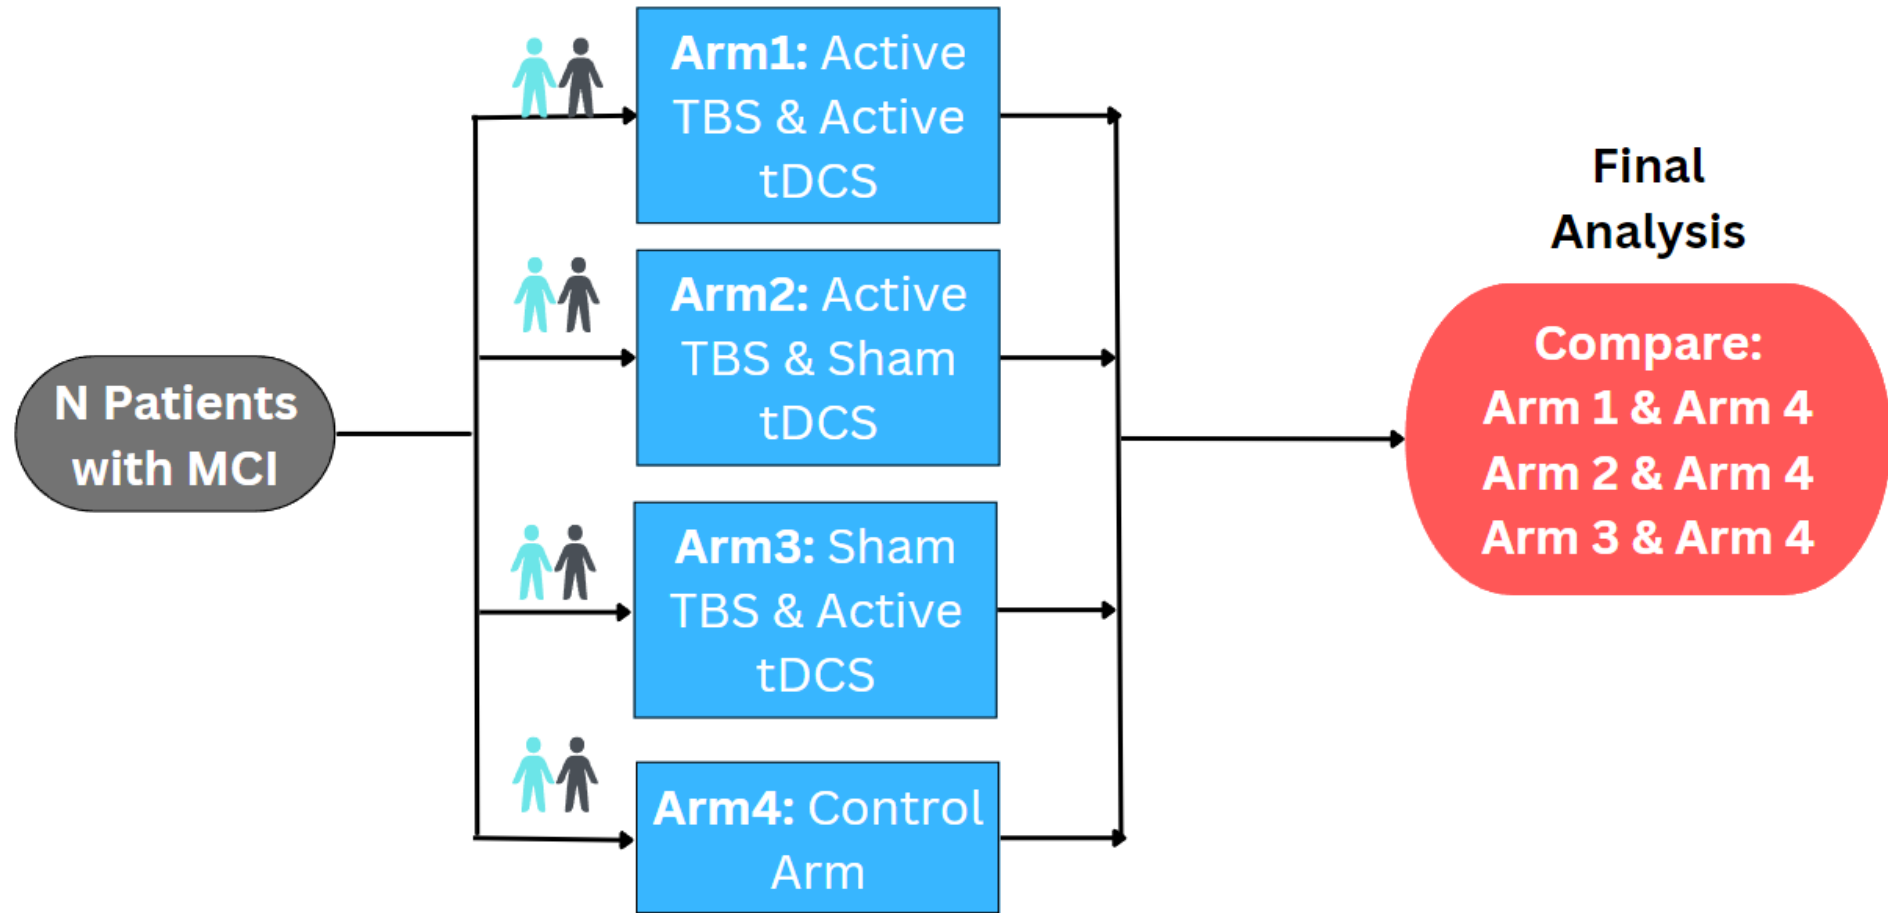 N Patients
with MCI
Arm1: Active
TBS & Active
tDCS
Arm2: Active
TBS & Sham
tDCS
Arm3: Sham
TBS & Active
tDCS
Arm4: Control
Arm
Final
Analysis
Compare:
Arm 1 & Arm 4
Arm 2 & Arm 4
Arm 3 & Arm 4